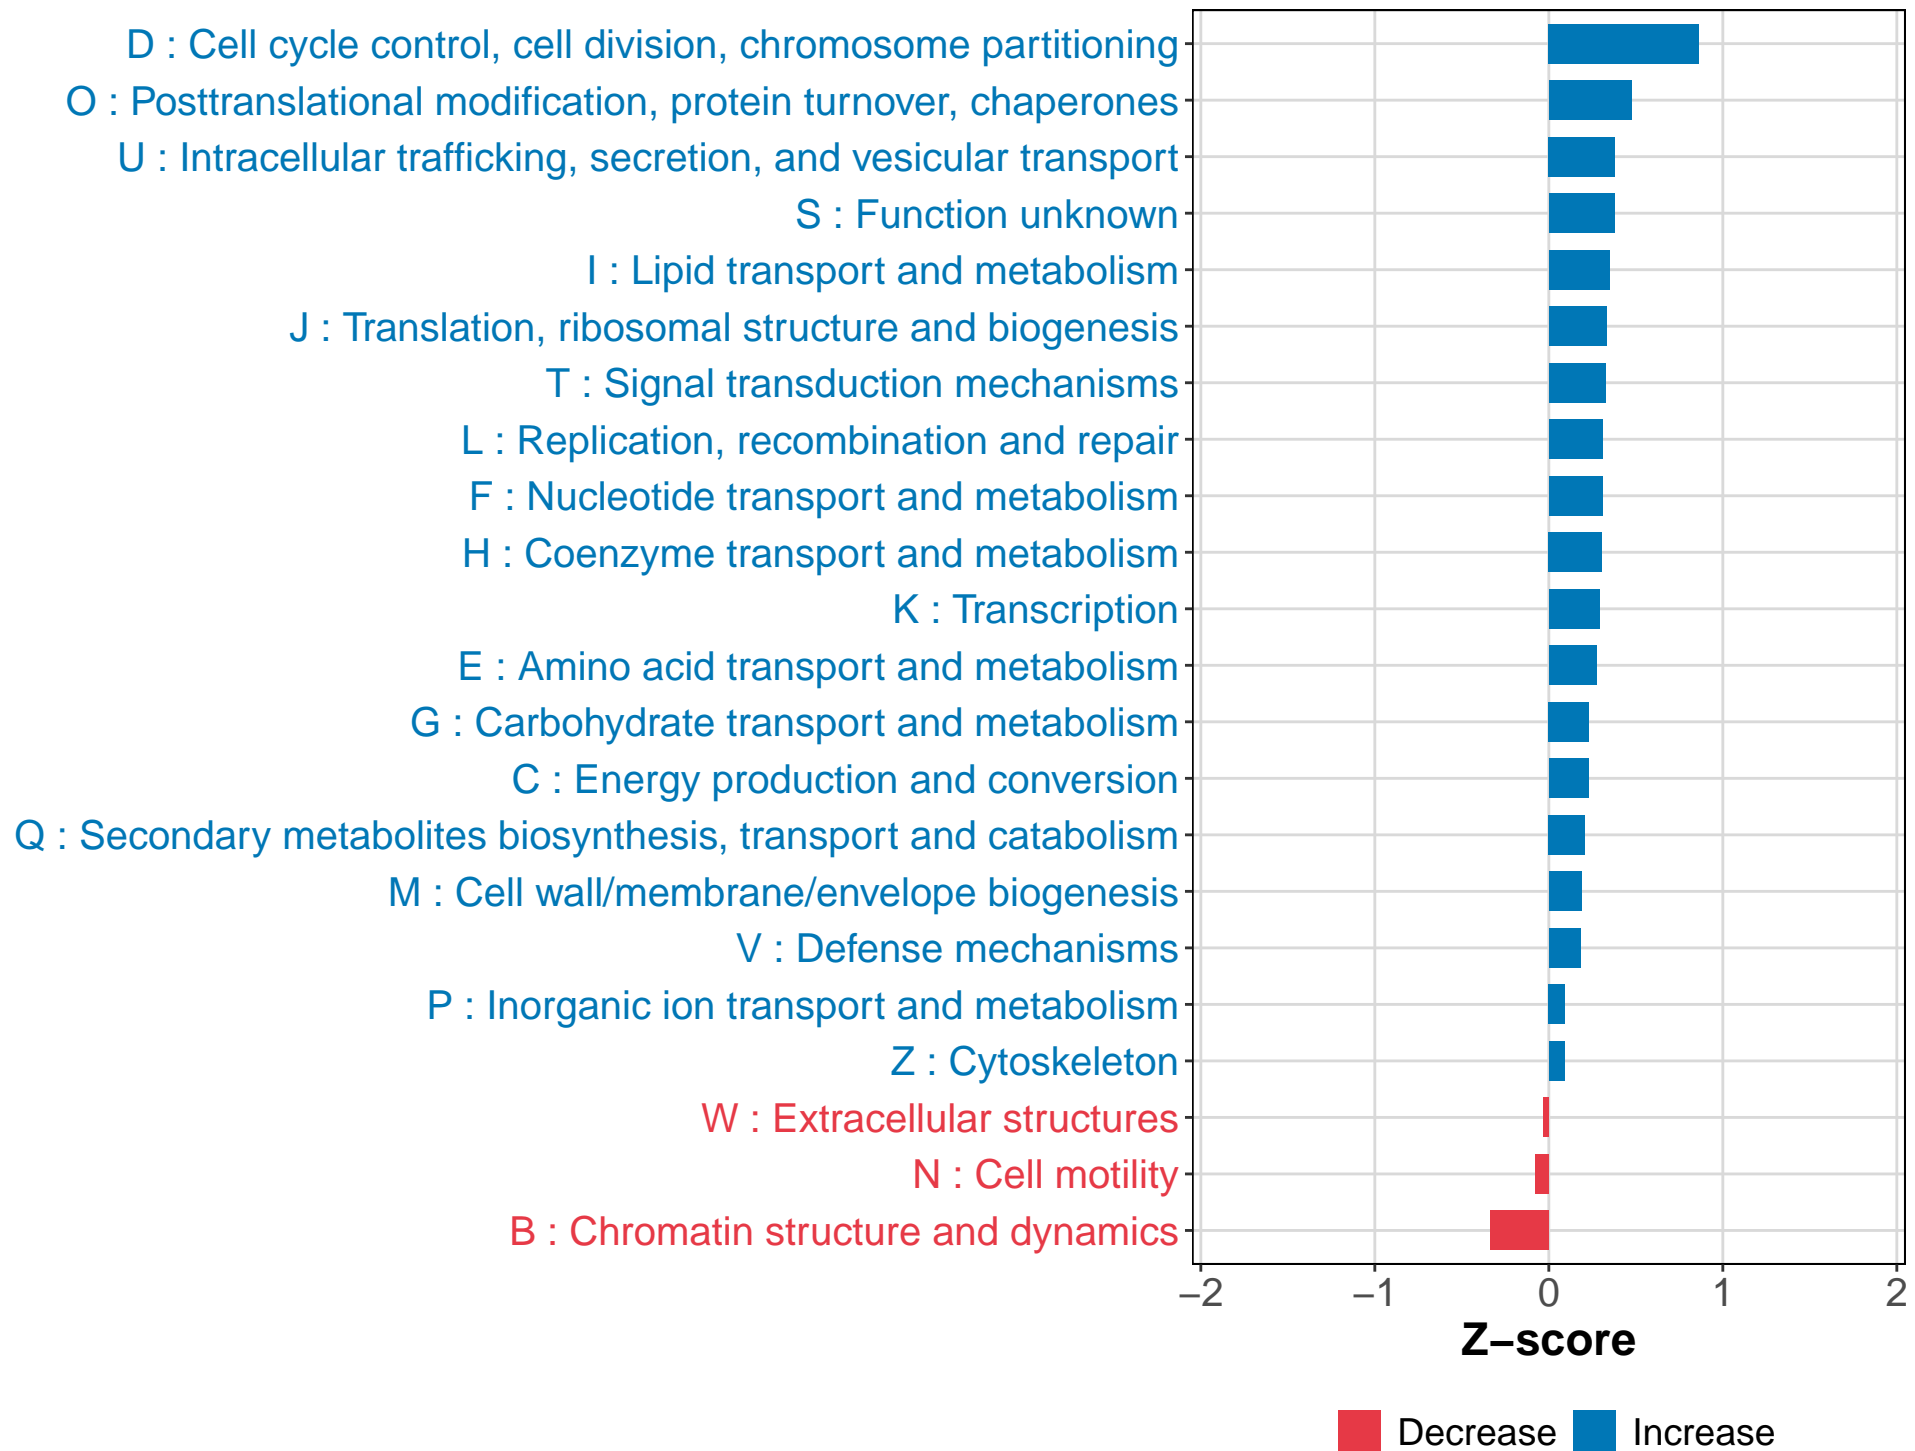 D : Cell cycle control, cell division, chromosome partitioning
O : Posttranslational modification, protein turnover, chaperones
U : Intracellular trafficking, secretion, and vesicular transport
S : Function unknown
I : Lipid transport and metabolism
J : Translation, ribosomal structure and biogenesis
T : Signal transduction mechanisms
L : Replication, recombination and repair
F : Nucleotide transport and metabolism
H : Coenzyme transport and metabolism
K : Transcription
E : Amino acid transport and metabolism
G : Carbohydrate transport and metabolism
C : Energy production and conversion
Q : Secondary metabolites biosynthesis, transport and catabolism
M : Cell wall/membrane/envelope biogenesis
V : Defense mechanisms
P : Inorganic ion transport and metabolism
Z : Cytoskeleton
W : Extracellular structures
N : Cell motility
B : Chromatin structure and dynamics
−2 −1 0 1 2
Z−score
Decrease Increase